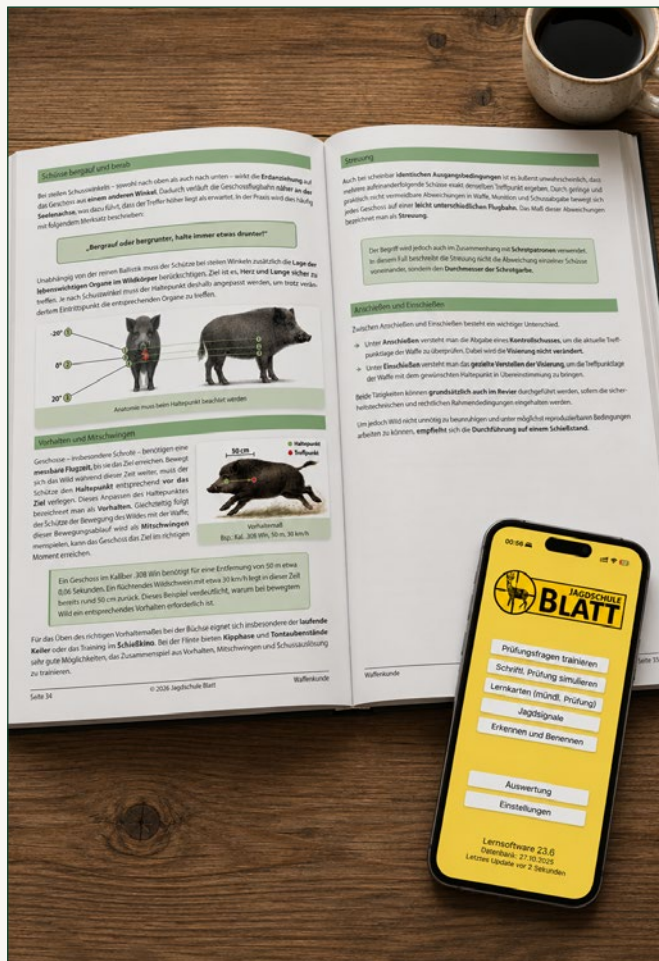 Schüsse bergauf und bergab
Bei steilen Schusswinkeln – sowohl nach oben als auch nach unten – wirkt die Erdanziehung auf
das Geschoss aus einem anderen Winkel. Dadurch verläuft die Geschossflugbahn näher an der
Seelenachse, was dazu führt, dass der Treffer höher liegt als erwartet. In der Praxis wird dies häufig
mit folgendem Merksatz beschrieben:
„Bergrauf oder bergrunter, halte immer etwas drunter!“
Unabhängig von der reinen Ballistik muss der Schütze bei steilen Winkeln zusätzlich die Lage der
lebenswichtigen Organe im Wildkörper berücksichtigen. Ziel ist es, Herz und Lunge sicher zu
treffen. Je nach Schusswinkel muss der Haltepunkt deshalb angepasst werden, um trotz verän-
dertem Eintrittspunkt die entsprechenden Organe zu treffen.
-20° 1
0° 2
20° 3
Anatomie muss beim Haltepunkt beachtet werden
Vorhalten und Mitschwingen
Geschosse – insbesondere Schrote – benötigen eine
messbare Flugzeit, bis sie das Ziel erreichen. Bewegt
sich das Wild während dieser Zeit weiter, muss der
Schütze den Haltepunkt entsprechend vor das
Ziel verlegen. Dieses Anpassen des Haltepunktes
bezeichnet man als Vorhalten. Gleichzeitig folgt
der Schütze der Bewegung des Wildes mit der Waffe;
dieser Bewegungsablauf wird als Mitschwingen
menspielen, kann das Geschoss das Ziel im richtigen
Moment erreichen.
50 cm
Haltepunkt
Treffpunkt
Vorhaltemaß
Bsp.: Kal. .308 Win, 50 m, 30 km/h
Ein Geschoss im Kalliber .308 Win benötigt für eine Entfernung von 50 m etwa
0,06 Sekunden. Ein flüchtendes Wildschwein mit etwa 30 km/h legt in dieser Zeit
bereits rund 50 cm zurück. Dieses Beispiel verdeutlicht, warum bei bewegtem
Wild ein entsprechendes Vorhalten erforderlich ist.
Für das Üben des richtigen Vorhaltemaßes bei der Büchse eignet sich insbesondere der laufende
Keiler oder das Training im Schießkino. Bei der Flinte bieten Kipphase und Tontaubenstände
sehr gute Möglichkeiten, das Zusammenspiel aus Vorhalten, Mitschwingen und Schussauslösung
zu trainieren.
Seite 34
© 2026 Jagdschule Blatt
Waffenkunde
Streuung
Auch bei scheinbar identischen Ausgangsbedingungen ist es äußerst unwahrscheinlich, dass
mehrere aufeinanderfolgende Schüsse exakt denselben Treffpunkt ergeben. Durch geringe und
praktisch nicht vermeidbare Abweichungen in Waffe, Munition und Schussabgabe bewegt sich
jedes Geschoss auf einer leicht unterschiedlichen Flugbahn. Das Maß dieser Abweichungen
bezeichnet man als Streuung.
Der Begriff wird jedoch auch im Zusammenhang mit Schrotpatronen verwendet.
In diesem Fall beschreibt die Streuung nicht die Abweichung einzelner Schüsse
voneinander, sondern den Durchmesser der Schrotgarbe.
Anschießen und Einschießen
Zwischen Anschießen und Einschießen besteht ein wichtiger Unterschied.
Unter Anschießen versteht man die Abgabe eines Kontrollschusses, um die aktuelle Treff-
punktlage der Waffe zu überprüfen. Dabei wird die Visierung nicht verändert.
Unter Einschießen versteht man das gezielte Verstellen der Visierung, um die Treffpunktlage
der Waffe mit dem gewünschten Haltepunkt in Übereinstimmung zu bringen.
Beide Tätigkeiten können grundsätzlich auch im Revier durchgeführt werden, sofern die sicher-
heitstechnischen und rechtlichen Rahmenbedingungen eingehalten werden.
Um jedoch Wild nicht unnötig zu beunruhigen und unter möglichst reproduzierbaren Bedingungen
arbeiten zu können, empfiehlt sich die Durchführung auf einem Schießstand.
Waffenkunde
Seite 35
00:56
JAGDSCHULE
BLATT
Prüfungsfragen trainieren
Schriftl. Prüfung simulieren
Lernkarten (mündl. Prüfung)
Jagdsignale
Erkennen und Benennen
Auswertung
Einstellungen
Lernsoftware 23.6
Datenbank: 27.10.2025
Letztes Update vor 2 Sekunden